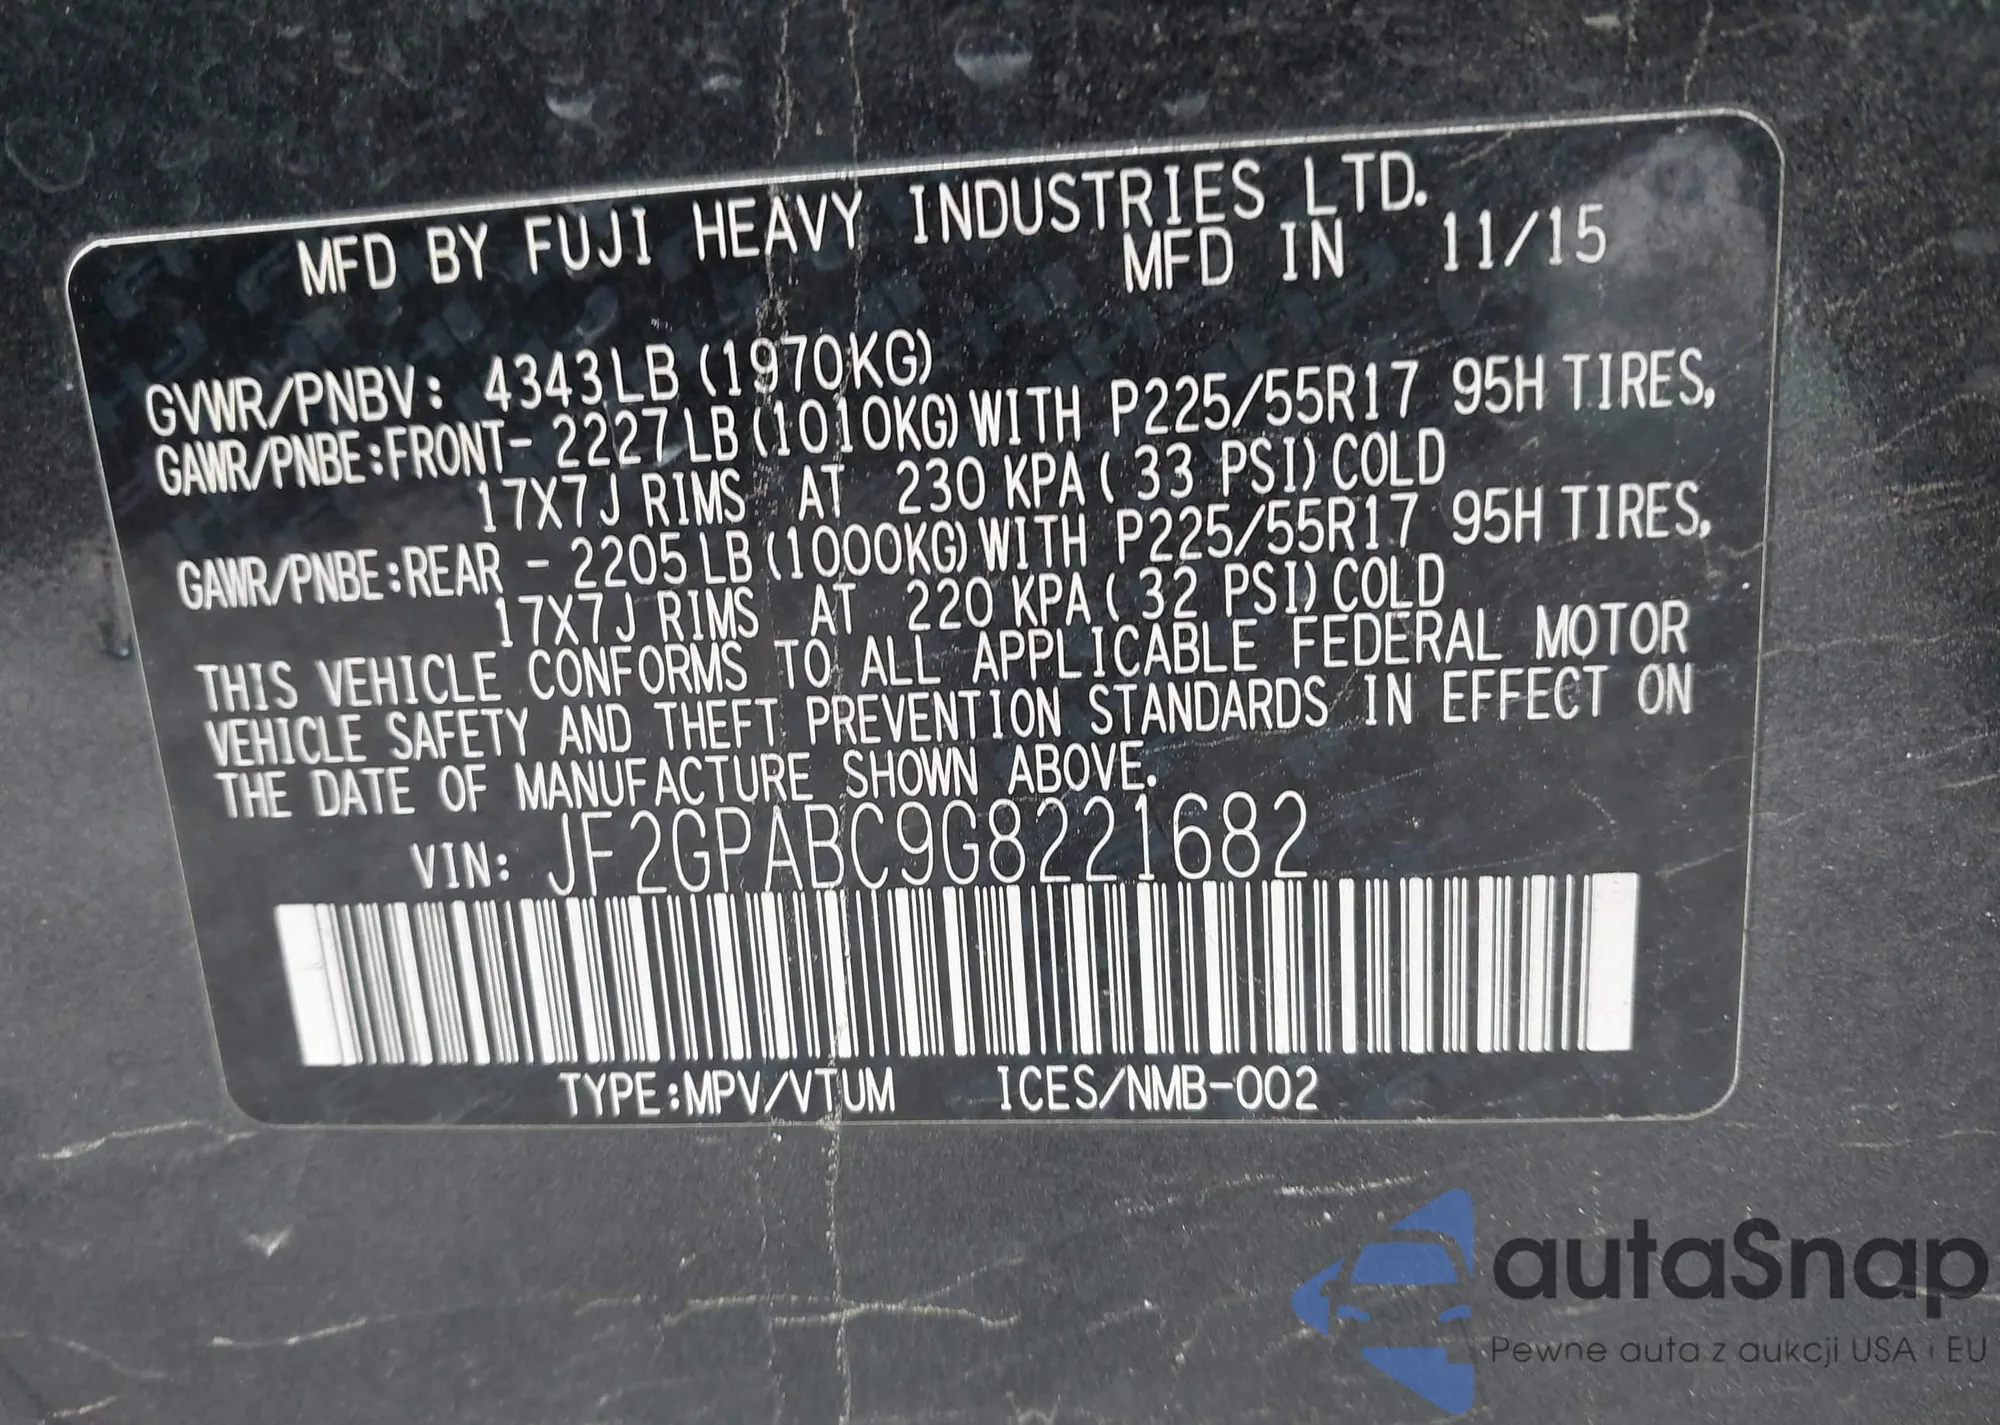 MFD BY FUJI HEAVY INDUSTRIES LTD.
MFD IN 11/15
GVWR/PNBV: 4343LB (1970KG)
GAWR/PNBE:FRONT- 2227LB (1010KG) WITH P225/55R17 95H TIRES,
17X7J RIMS AT 230 KPA ( 33 PSI) COLD
GAWR/PNBE:REAR - 2205LB (1000KG) WITH P225/55R17 95H TIRES,
17X7J RIMS AT 220 KPA ( 32 PSI) COLD
THIS VEHICLE CONFORMS TO ALL APPLICABLE FEDERAL MOTOR
VEHICLE SAFETY AND THEFT PREVENTION STANDARDS IN EFFECT ON
THE DATE OF MANUFACTURE SHOWN ABOVE.
VIN: JF2GPABC9G8221682
TYPE:MPV/VTUM ICES/NMB-002
autaSnap
Pewne auta z aukcji USA i EU